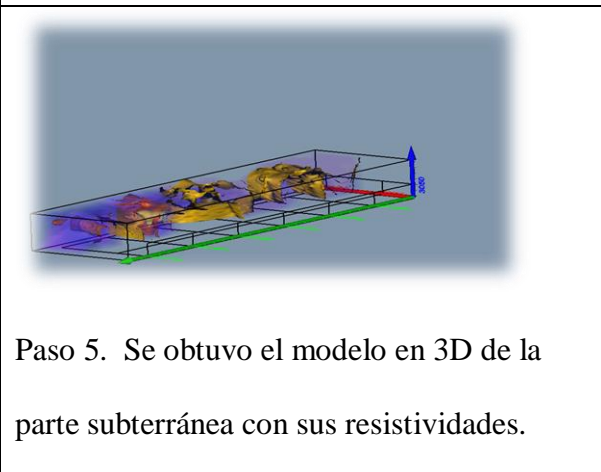 Paso 5. Se obtuvo el modelo en 3D de la
parte subterránea con sus resistividades.